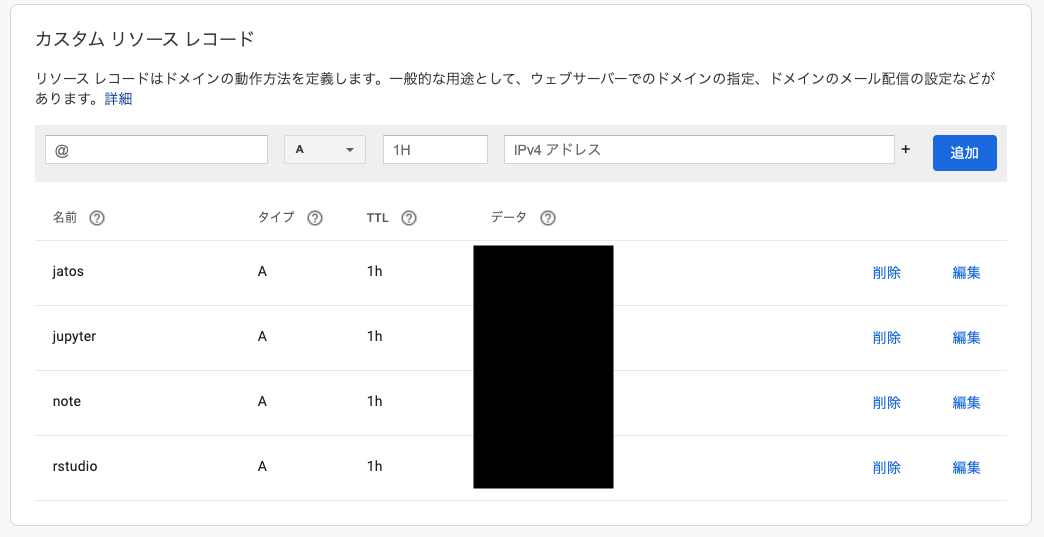 カスタム リソース レコード
リソース レコードはドメインの動作方法を定義します。一般的な用途として、ウェブサーバーでのドメインの指定、ドメインのメール配信の設定などが
あります。詳細
@ A 1H IPv4 アドレス + 追加
名前 ? タイプ ? TTL ? データ ?
jatos A 1h 削除 編集
jupyter A 1h 削除 編集
note A 1h 削除 編集
rstudio A 1h 削除 編集